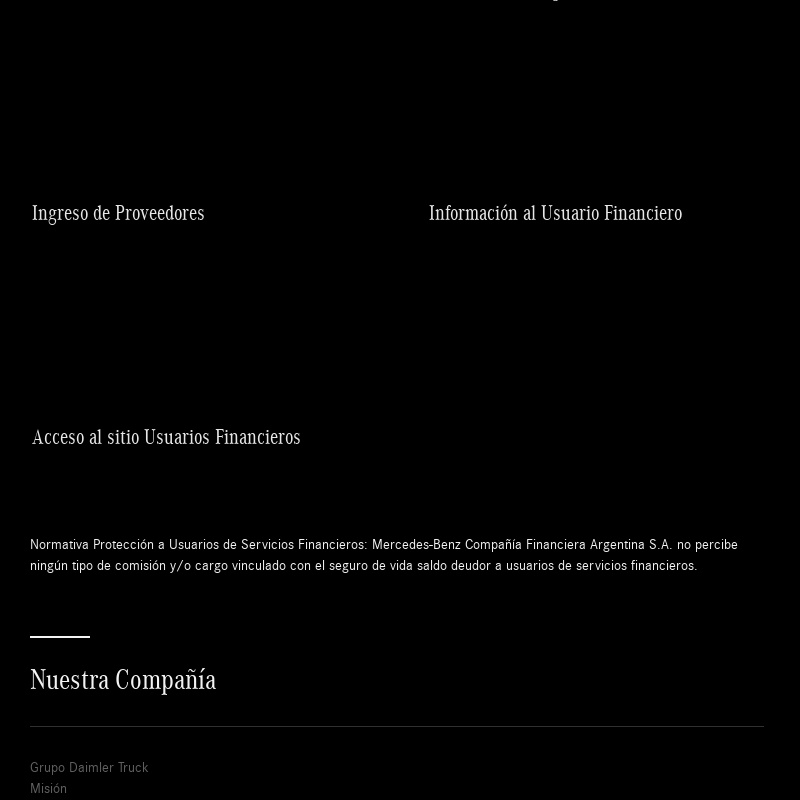 Ingreso de Proveedores
Información al Usuario Financiero
Acceso al sitio Usuarios Financieros
Normativa Protección a Usuarios de Servicios Financieros: Mercedes-Benz Compañía Financiera Argentina S.A. no percibe
ningún tipo de comisión y/o cargo vinculado con el seguro de vida saldo deudor a usuarios de servicios financieros.
Nuestra Compañía
Grupo Daimler Truck
Misión